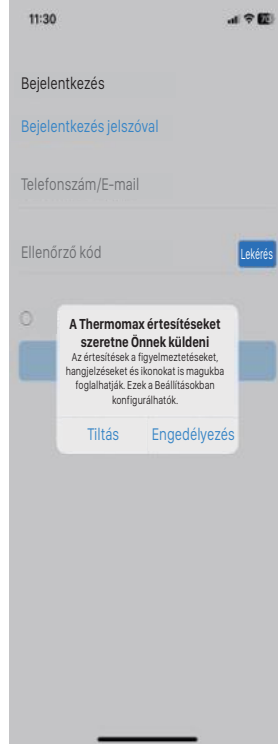 11:30
Bejelentkezés
Bejelentkezés jelszóval
Telefonszám/E-mail
Ellenőrző kód
Lekérés
A Thermomax értesítéseket
szeretne Önnek küldeni
Az értesítések a figyelmeztetéseket,
hangjelzéseket és ikonokat is magukba
foglalhatják. Ezek a Beállításokban
konfigurálhatók.
Tiltás Engedélyezés